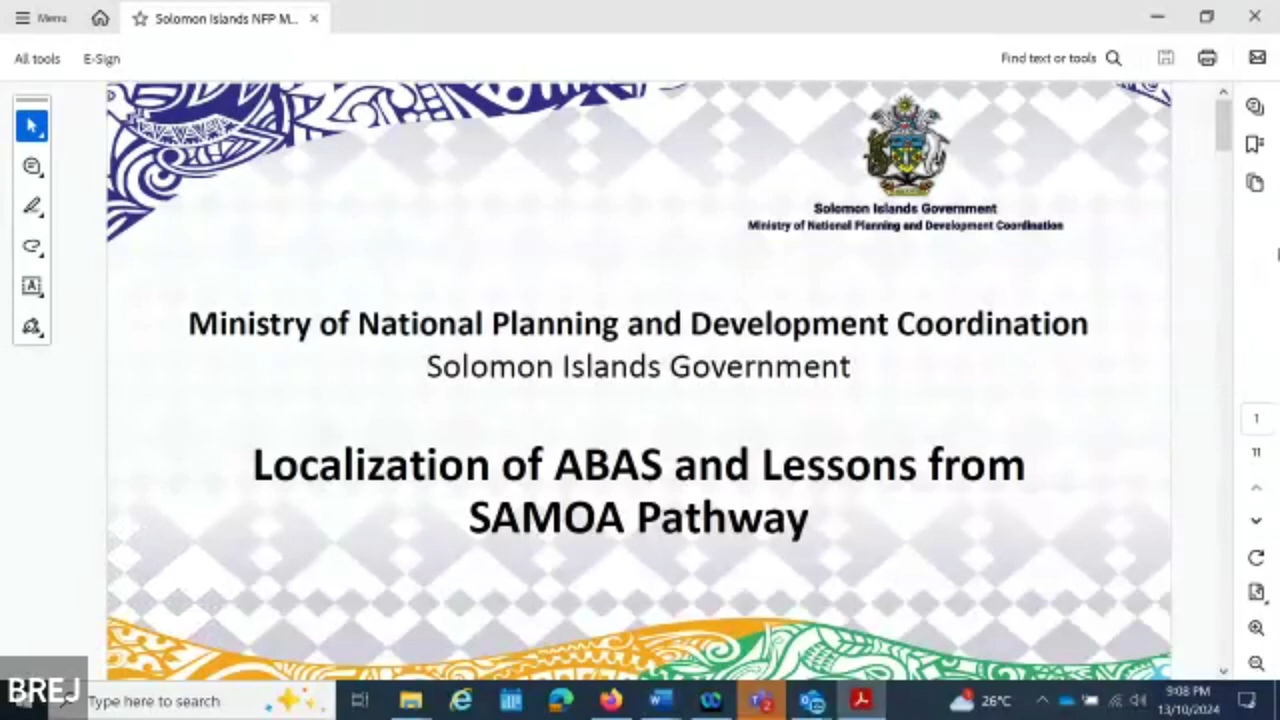 Menu
Solomon Islands NFP M...
All tools
E-Sign
Find text or tools
Solomon Islands Government
Ministry of National Planning and Development Coordination
Ministry of National Planning and Development Coordination
Solomon Islands Government
Localization of ABAS and Lessons from
SAMOA Pathway
1
11
BREJ
Type here to search
26°C
9:08 PM
13/10/2024